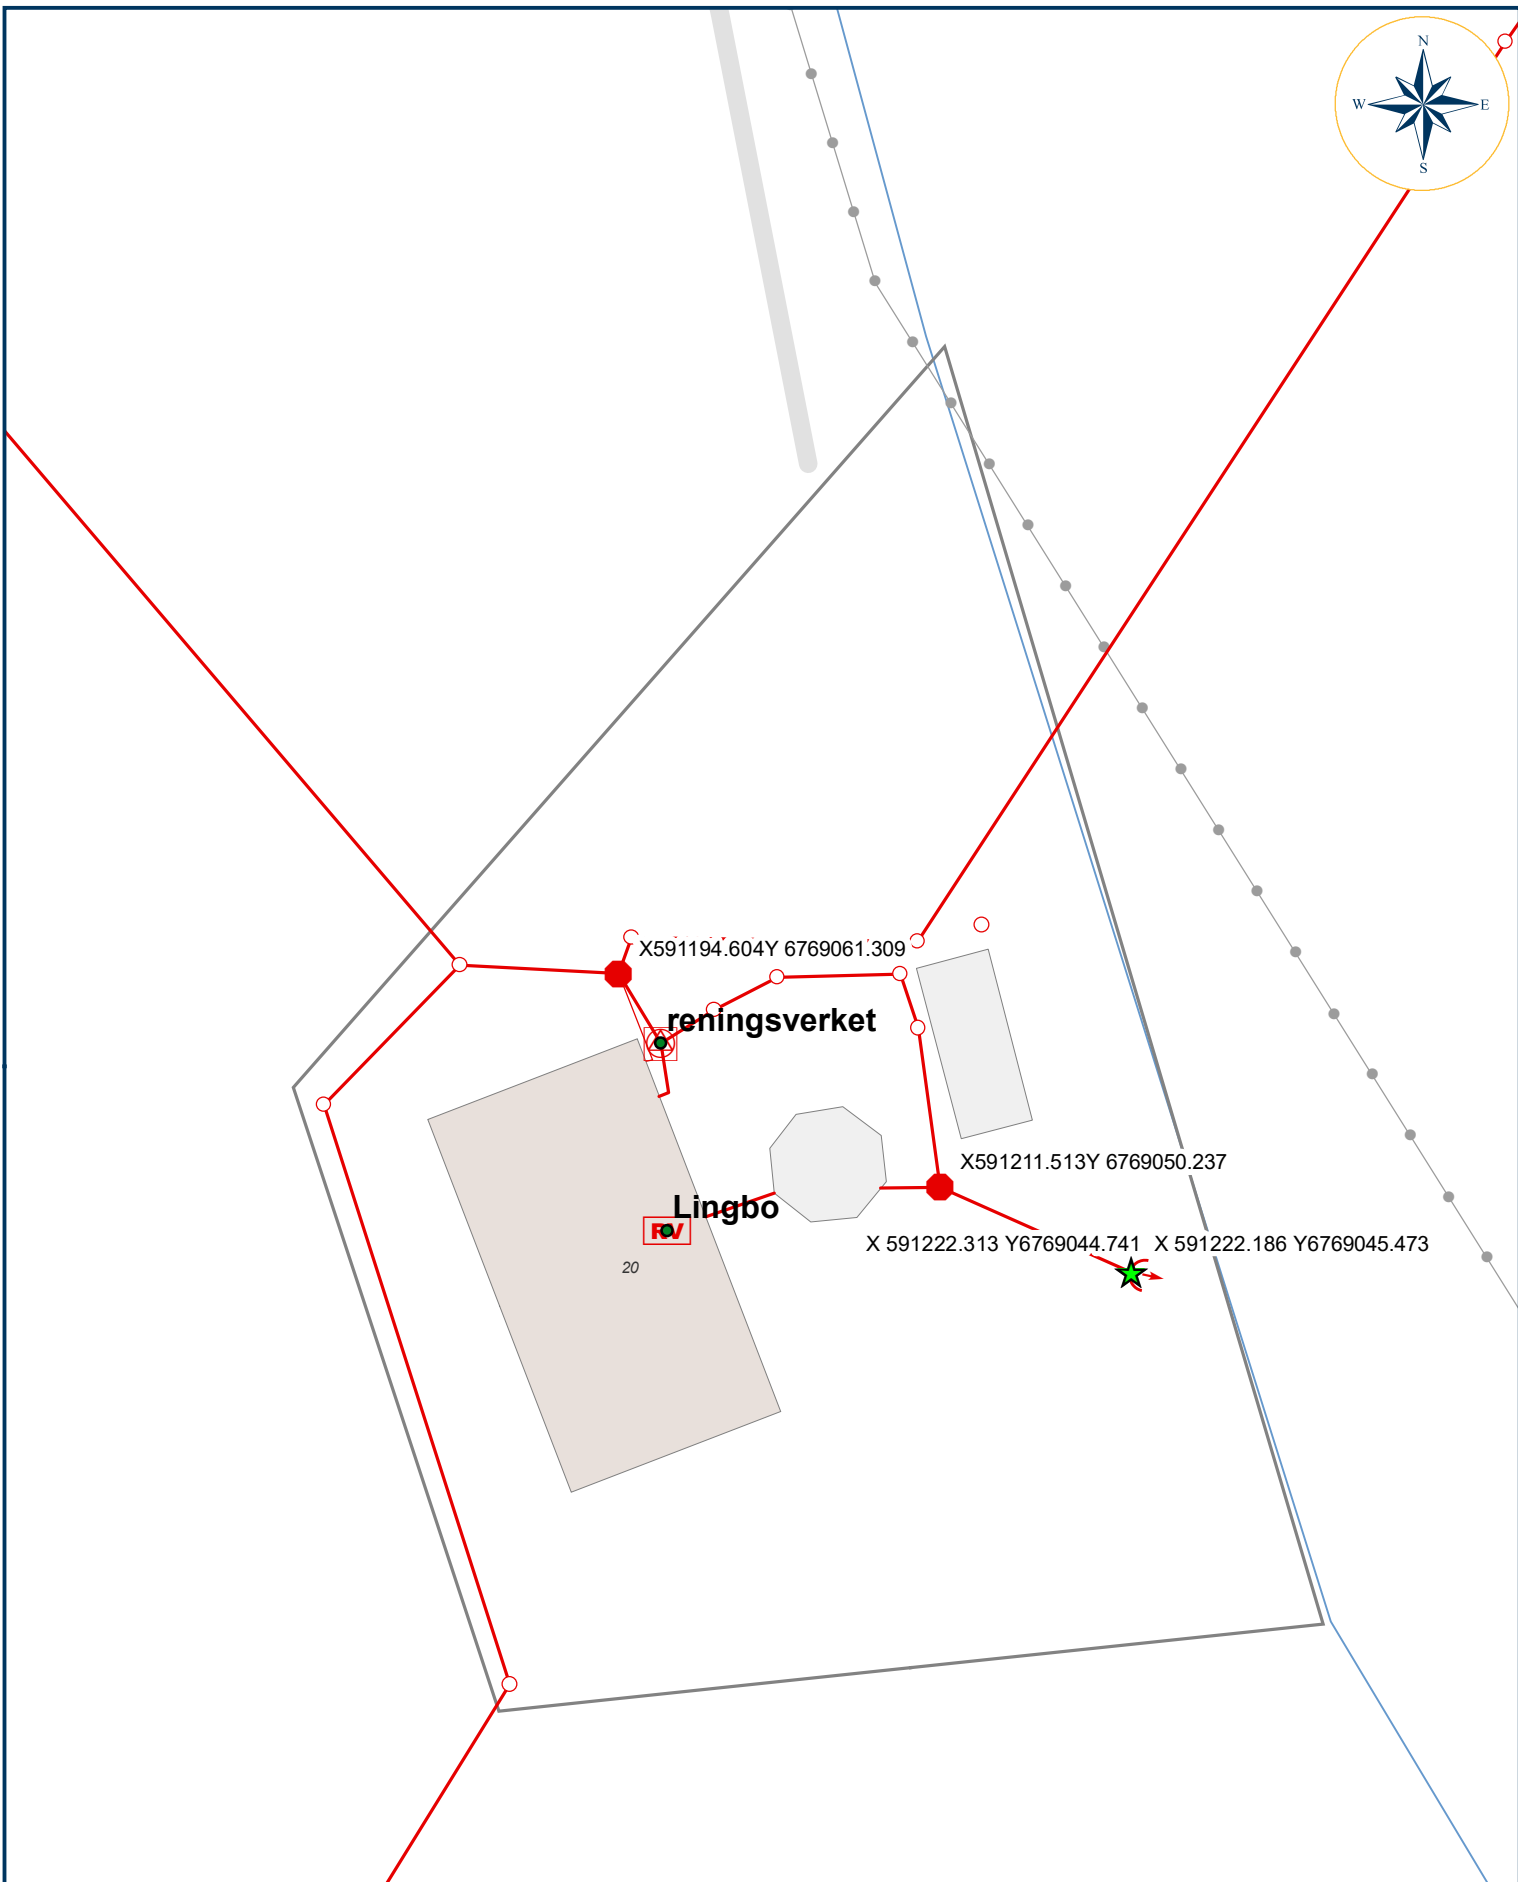 N
W E
S
X591194.604Y 6769061.309
reningsverket
X591211.513Y 6769050.237
Lingbo
RV
X 591222.313 Y6769044.741 X 591222.186 Y6769045.473
20